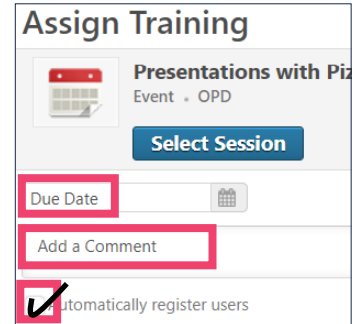 Assign Training
Presentations with Piz
Event • OPD
Select Session
Due Date
Add a Comment
utomatically register users